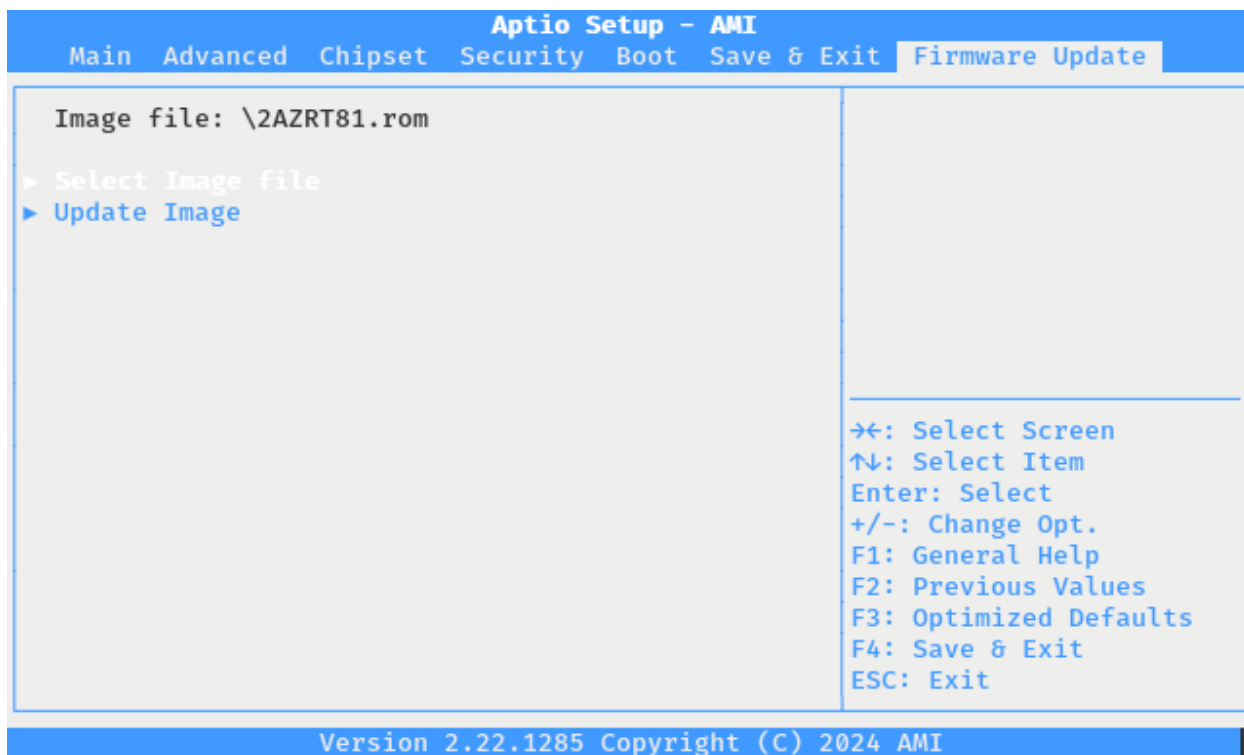 Aptio Setup - AMI
Main Advanced Chipset Security Boot Save & Exit Firmware Update
Image file: \2AZRT81.rom
► Select Image file
► Update Image
→←: Select Screen
↑↓: Select Item
Enter: Select
+/-: Change Opt.
F1: General Help
F2: Previous Values
F3: Optimized Defaults
F4: Save & Exit
ESC: Exit
Version 2.22.1285 Copyright (C) 2024 AMI